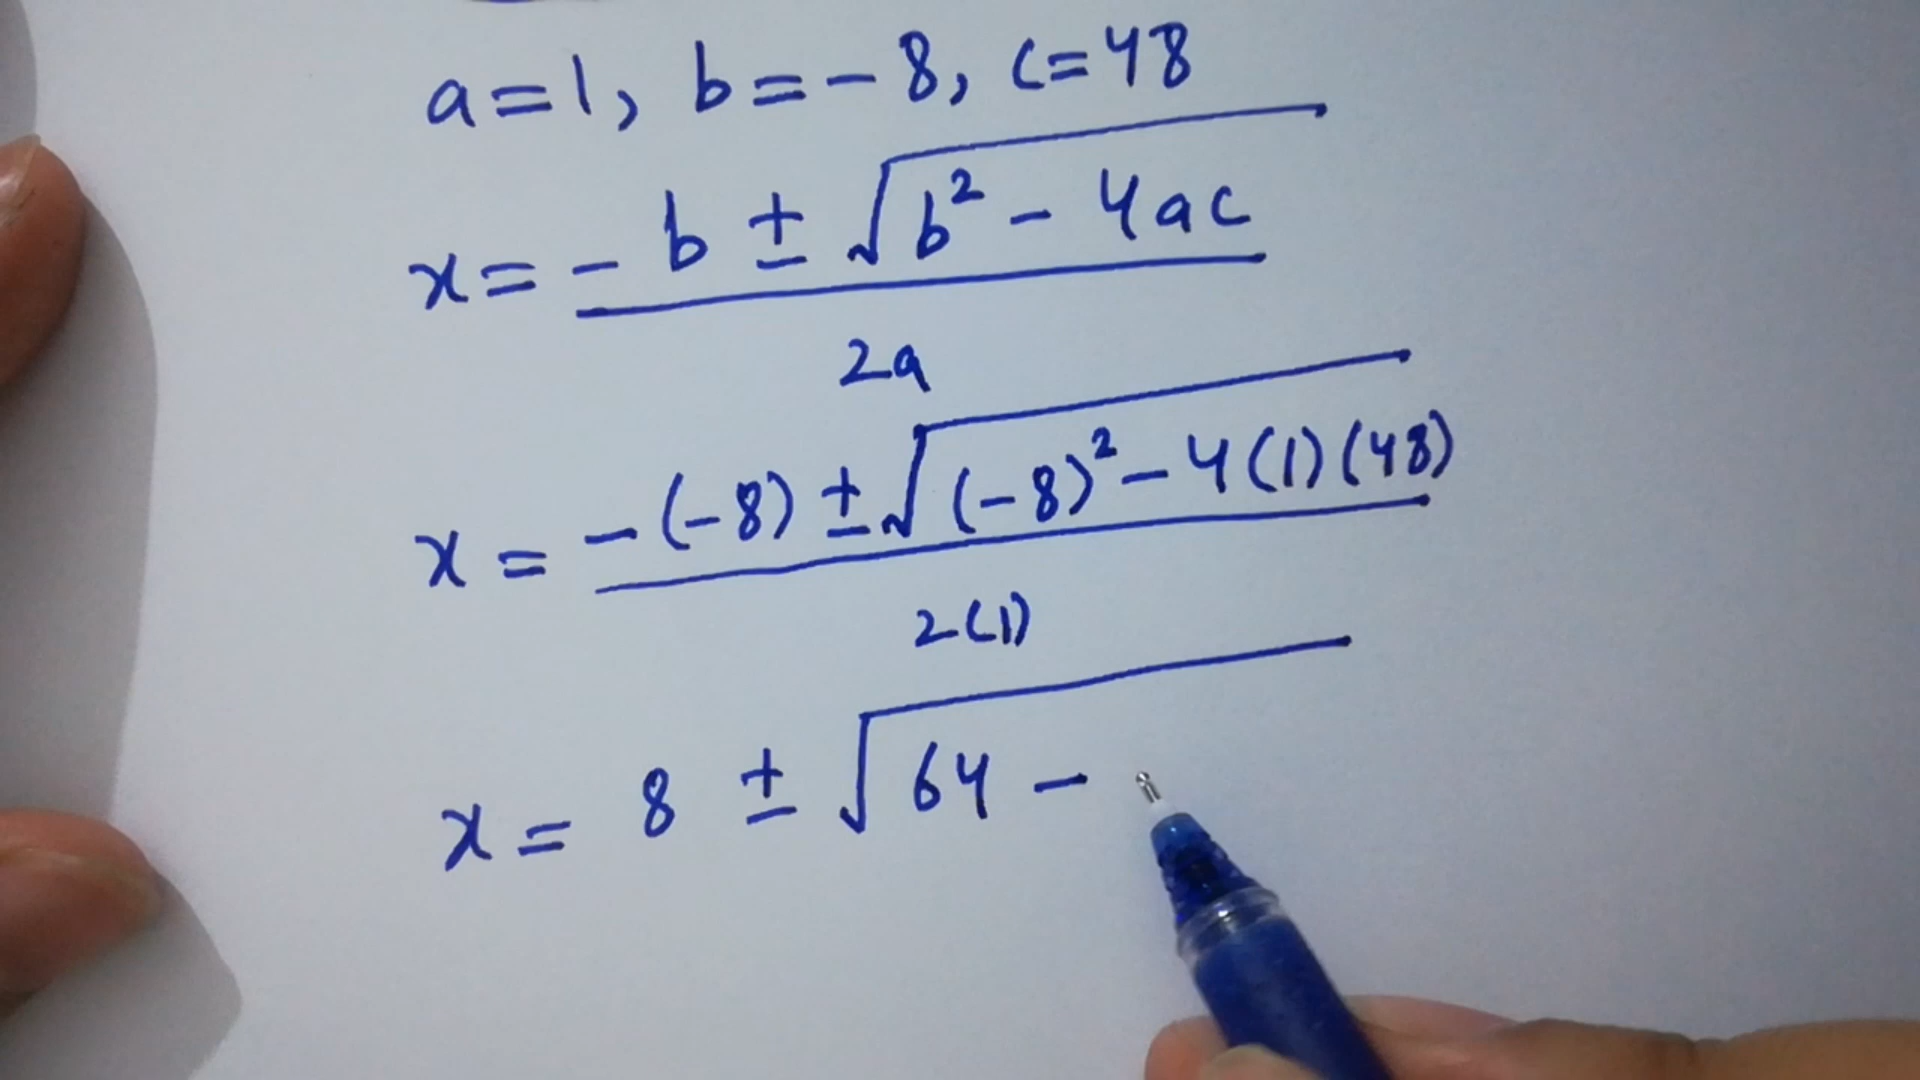 a=1, b=-8, c=48
x= -b ± √b² - 4ac
2a
x = -(-8) ± √(-8)² - 4(1)(48)
2(1)
x = 8 ± √64 -